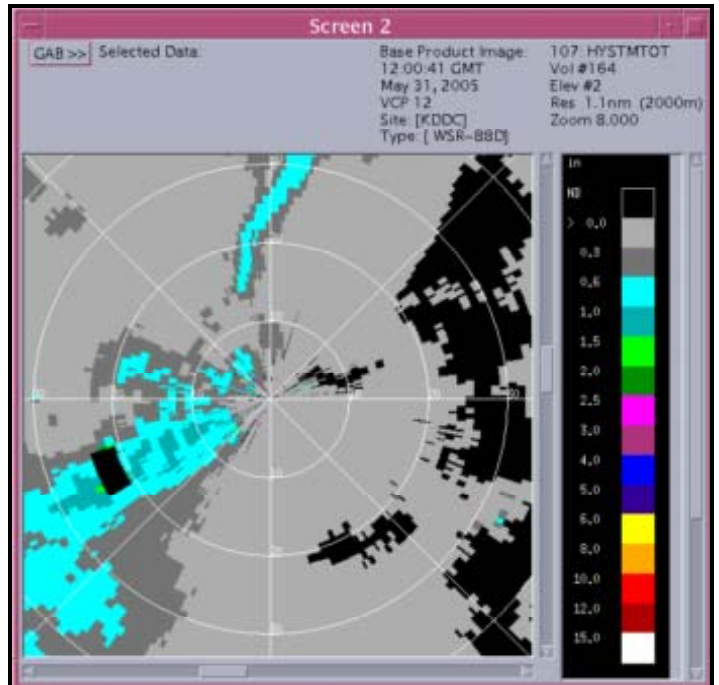 Screen 2
GAB >> Selected Data:
Base Product Image:
12:00:41 GMT
May 31, 2005
VCP 12
Site: [KDDC]
Type: [ WSR-88D]
107: HYSTMTOT
Vol #164
Elev #2
Res 1.1nm (2000m)
Zoom 8.000
in
ND
> 0.0
0.3
0.6
1.0
1.5
2.0
2.5
3.0
4.0
5.0
6.0
8.0
10.0
12.0
15.0